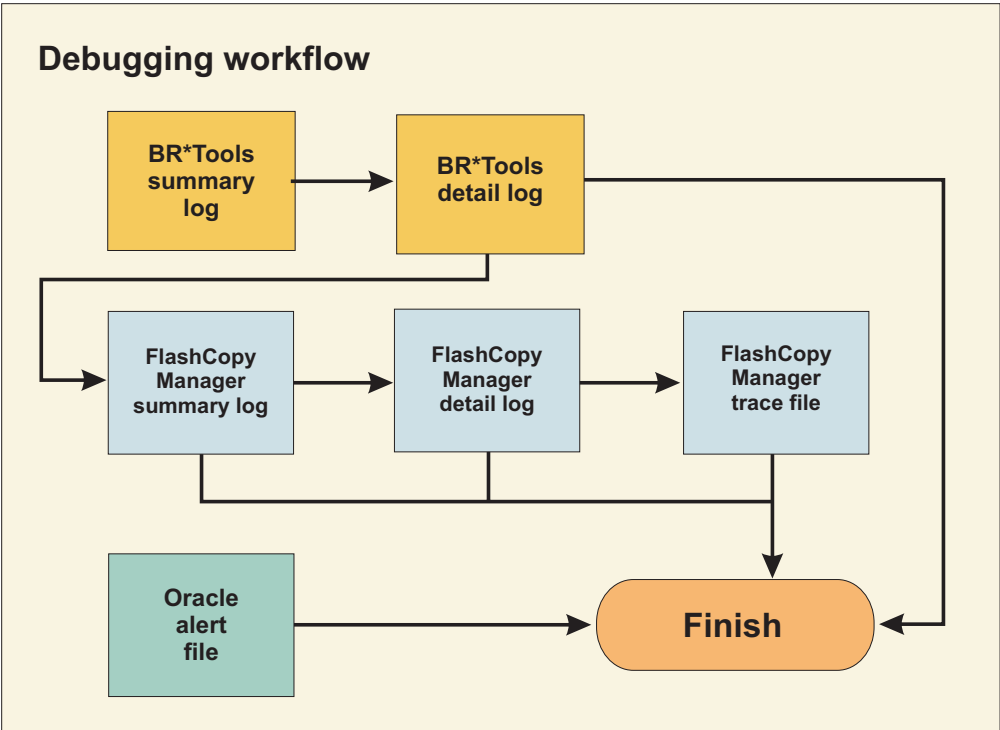 Debugging workflow
BR*Tools
summary
log
BR*Tools
detail log
FlashCopy
Manager
summary log
FlashCopy
Manager
detail log
FlashCopy
Manager
trace file
Oracle
alert
file
Finish